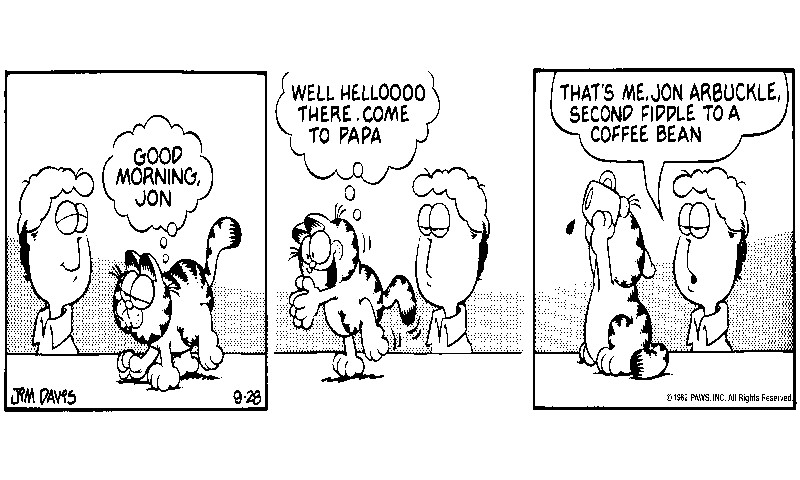 GOOD
MORNING,
JON
JIM DAVIS
9-28
WELL HELLOOOO
THERE. COME
TO PAPA
THAT'S ME, JON ARBUCKLE,
SECOND FIDDLE TO A
COFFEE BEAN
© 1982 PAWS, INC. All Rights Reserved.